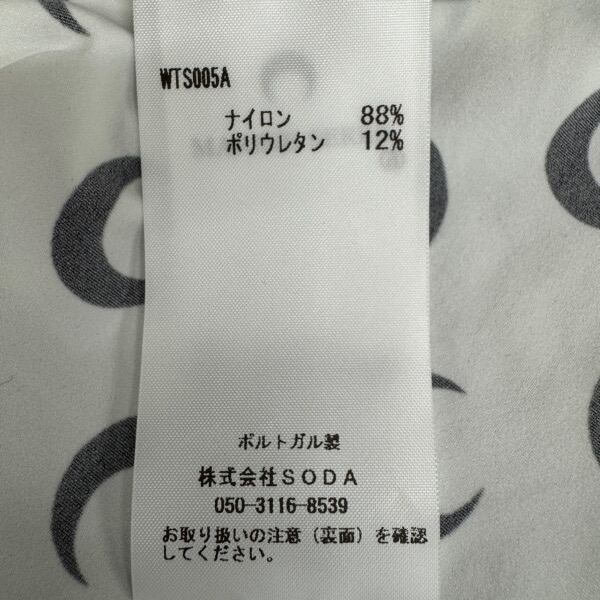 WTS005A
ナイロン 88%
ポリウレタン 12%
ポルトガル製
株式会社SODA
050-3116-8539
お取り扱いの注意(裏面)を確認
してください。